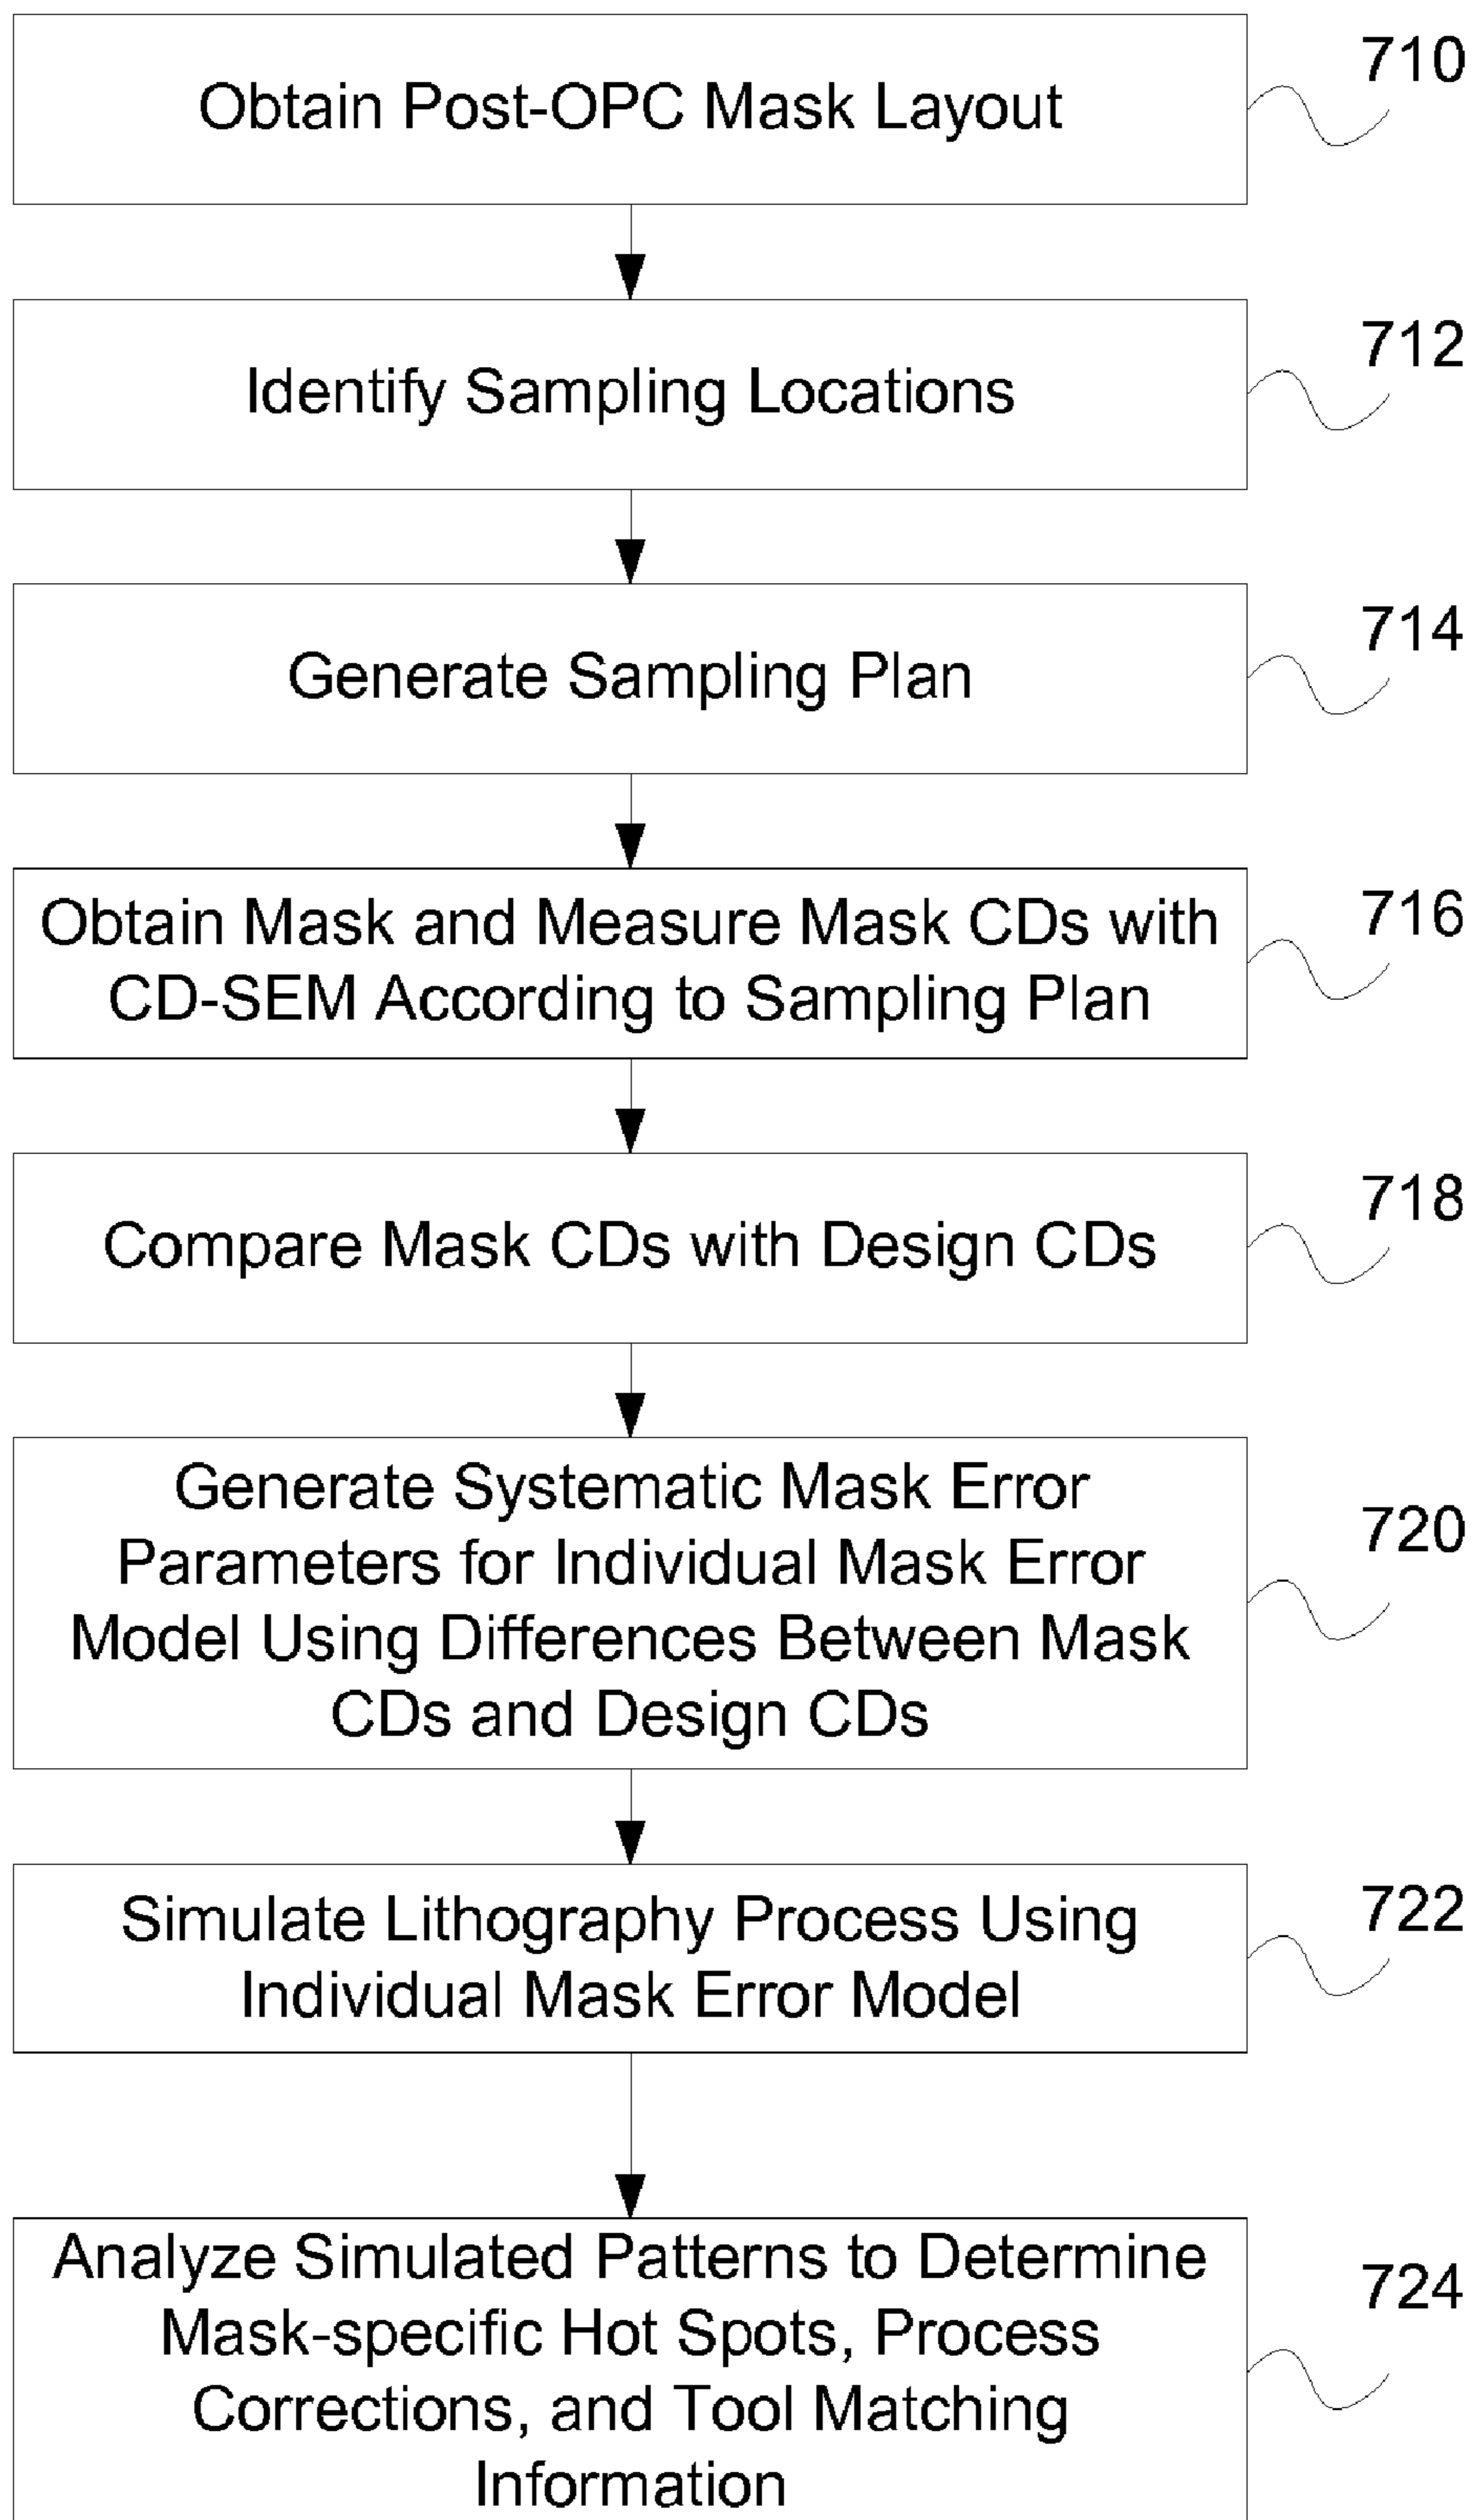 Obtain Post-OPC Mask Layout
710
Identify Sampling Locations
712
Generate Sampling Plan
714
Obtain Mask and Measure Mask CDs with
CD-SEM According to Sampling Plan
716
Compare Mask CDs with Design CDs
718
Generate Systematic Mask Error
Parameters for Individual Mask Error
Model Using Differences Between Mask
CDs and Design CDs
720
Simulate Lithography Process Using
Individual Mask Error Model
722
Analyze Simulated Patterns to Determine
Mask-specific Hot Spots, Process
Corrections, and Tool Matching
Information
724